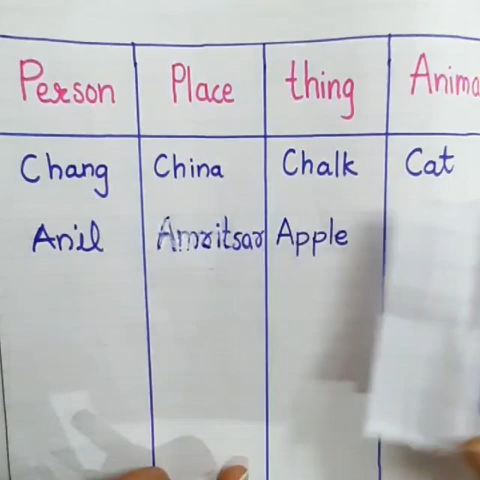 Person Place thing Anima
Chang China Chalk Cat
Anil Amritsar Apple